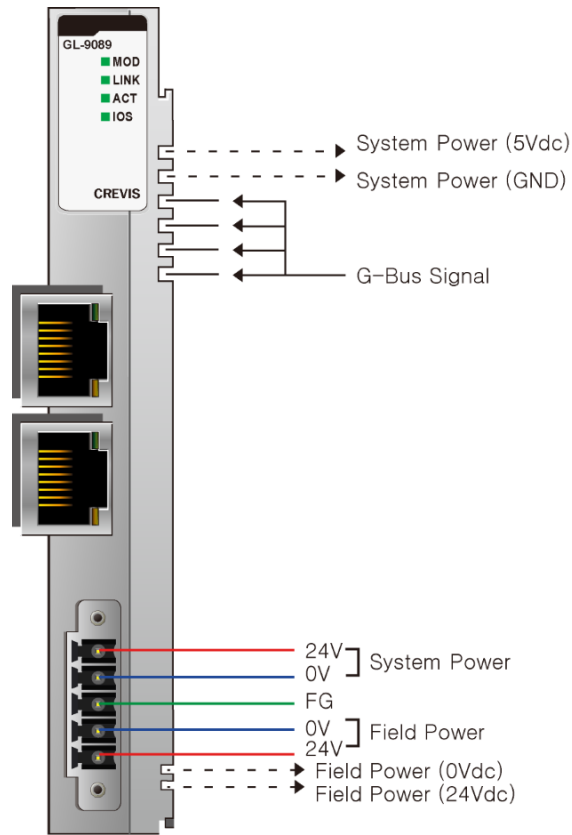 GL-9089
MOD
LINK
ACT
IOS
CREVIS
System Power (5Vdc)
System Power (GND)
G-Bus Signal
24V
0V
System Power
FG
0V
24V
Field Power
Field Power (0Vdc)
Field Power (24Vdc)